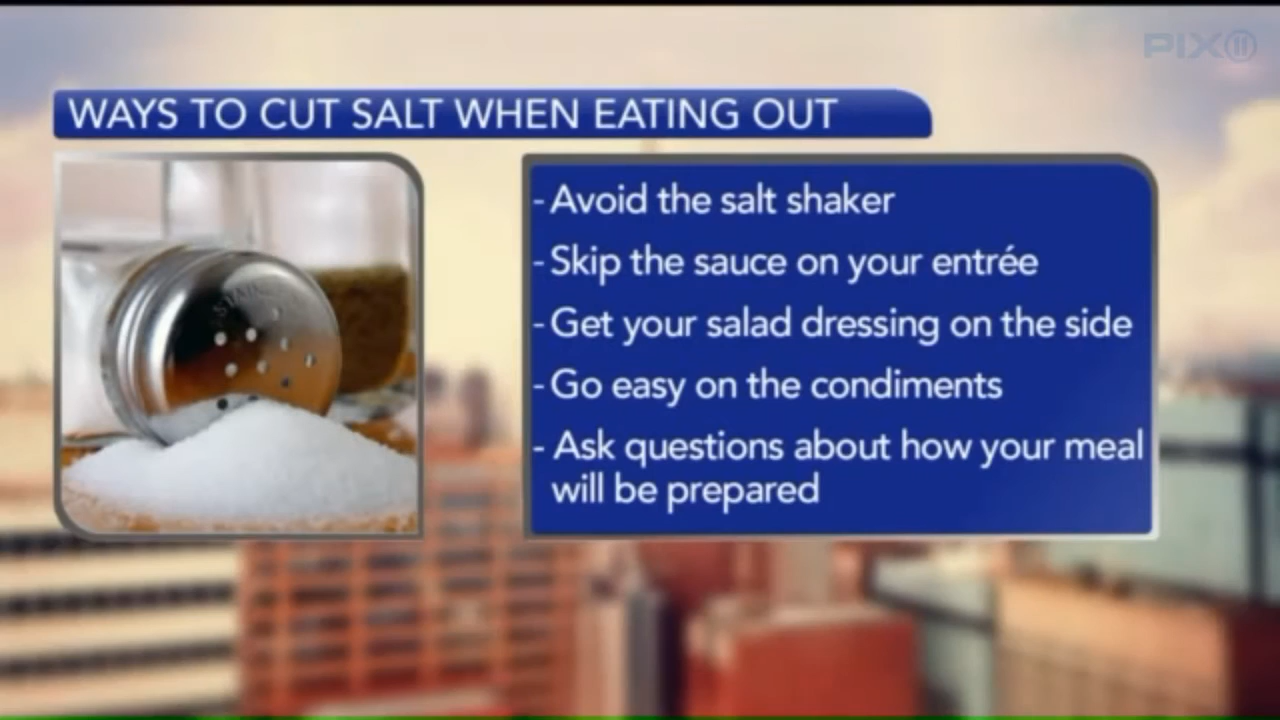 PIX11
WAYS TO CUT SALT WHEN EATING OUT
- Avoid the salt shaker
- Skip the sauce on your entrée
- Get your salad dressing on the side
- Go easy on the condiments
- Ask questions about how your meal
will be prepared